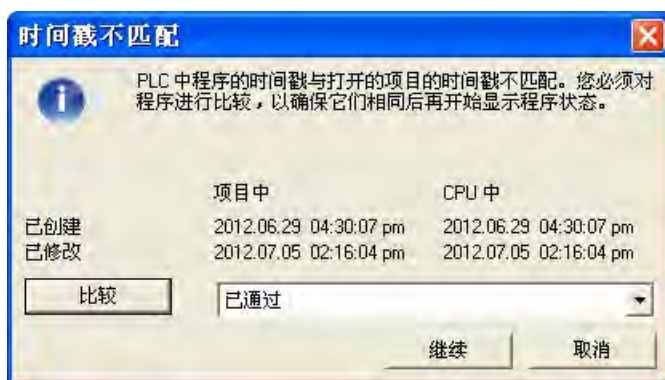 时间戳不匹配
PLC 中程序的时间戳与打开的项目的时间戳不匹配。您必须对
程序进行比较，以确保它们相同后再开始显示程序状态。
项目中 CPU 中
已创建 2012.06.29 04:30:07 pm 2012.06.29 04:30:07 pm
已修改 2012.07.05 02:16:04 pm 2012.07.05 02:16:04 pm
比较 已通过
继续 取消